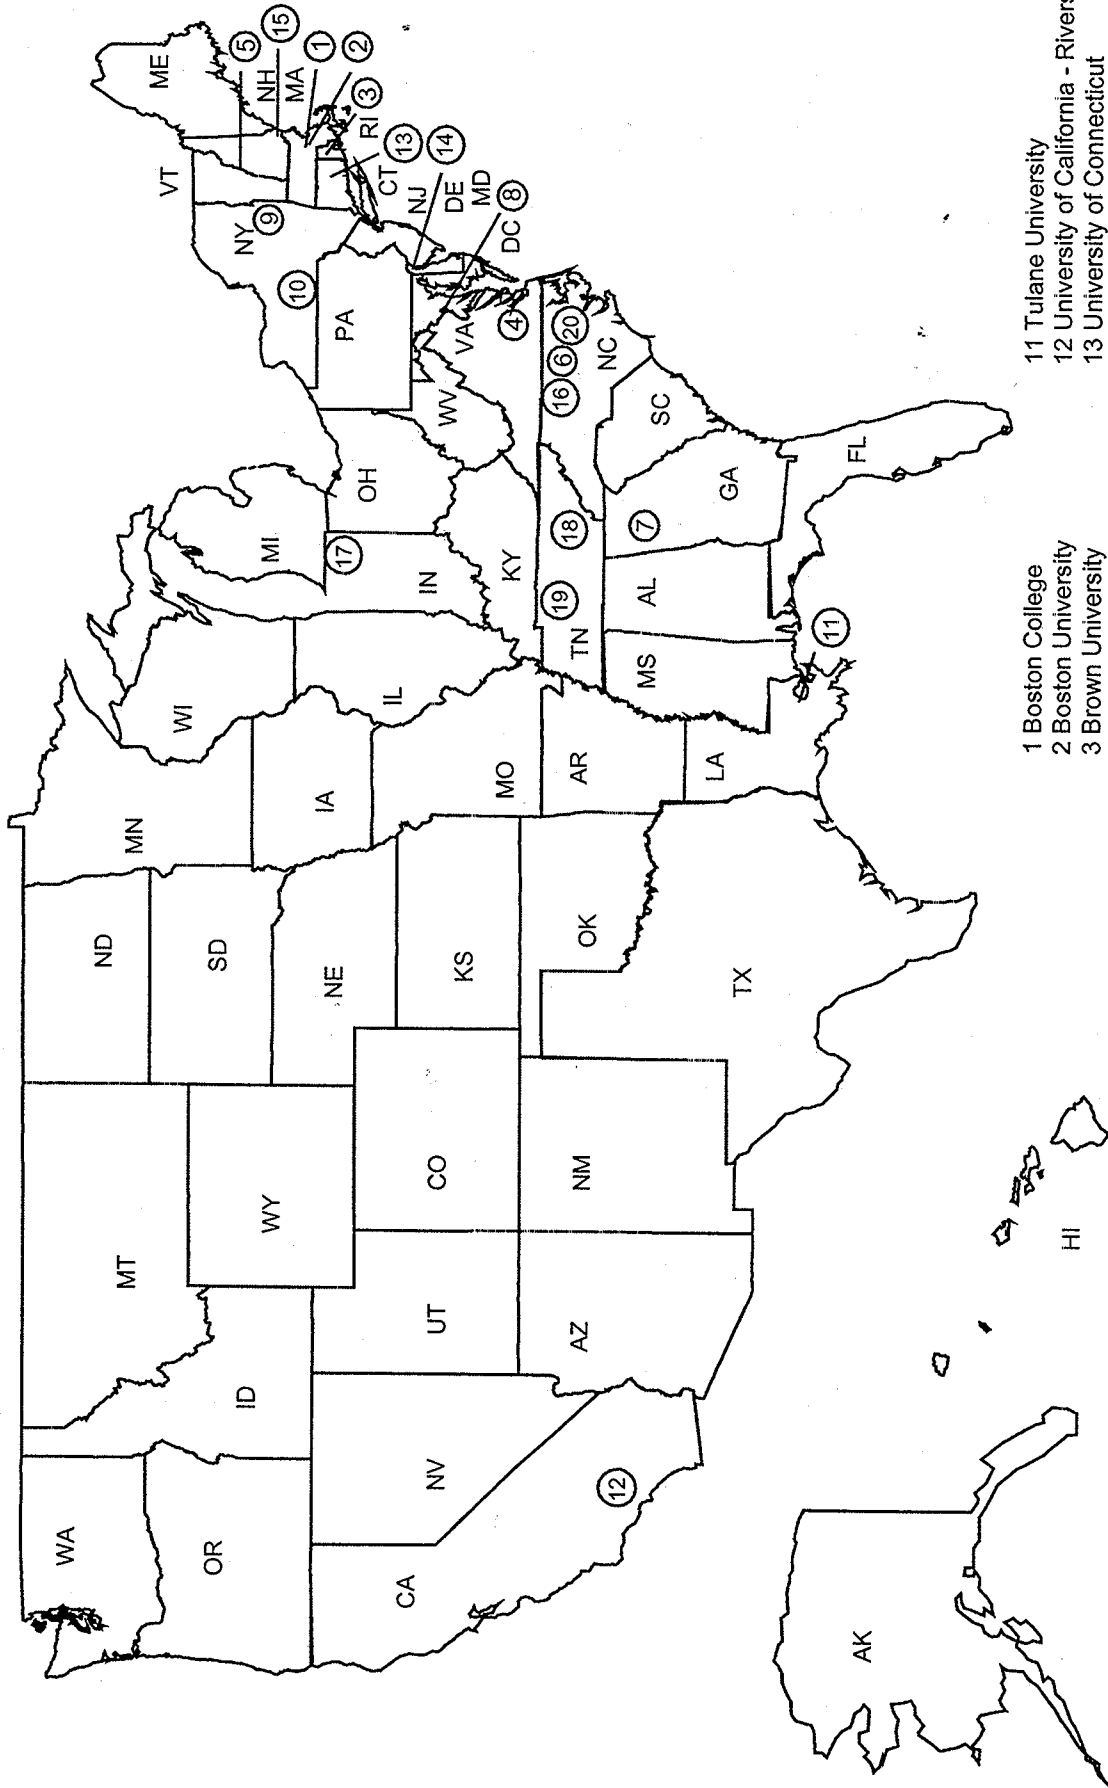 WA
MT
ND
MN
VT
ME
OR
ID
WY
SD
WI
MI
NY
9
5
NH
15
MA
1
2
3
RI
CA
NV
UT
CO
NE
IA
IL
IN
17
OH
PA
10
CT
13
NJ
14
DE
MD
DC
8
KS
MO
KY
WV
VA
4
12
AZ
NM
OK
AR
TN
19
18
16
6
20
NC
TX
LA
MS
AL
7
GA
SC
11
FL
AK
HI
1 Boston College
2 Boston University
3 Brown University
11 Tulane University
12 University of California - Rivers
13 University of Connecticut